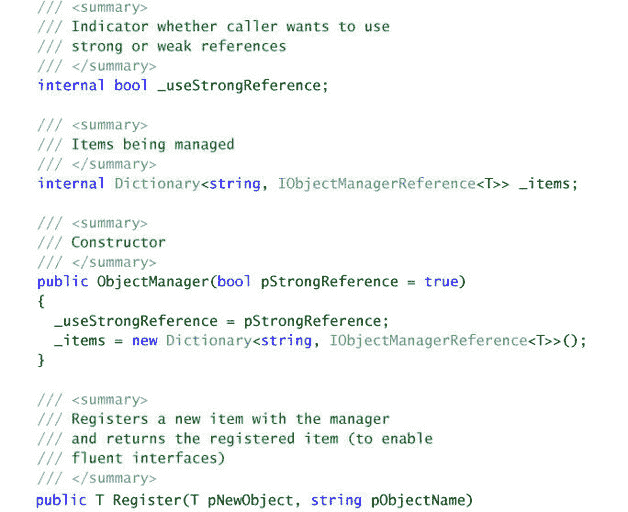 /// <summary>
/// Indicator whether caller wants to use
/// strong or weak references
/// </summary>
internal bool _useStrongReference;
/// <summary>
/// Items being managed
/// </summary>
internal Dictionary<string, IObjectManagerReference<T>> _items;
/// <summary>
/// Constructor
/// </summary>
public ObjectManager(bool pStrongReference = true)
{
_useStrongReference = pStrongReference;
_items = new Dictionary<string, IObjectManagerReference<T>>();
}
/// <summary>
/// Registers a new item with the manager
/// and returns the registered item (to enable
/// fluent interfaces)
/// </summary>
public T Register(T pNewObject, string pObjectName)